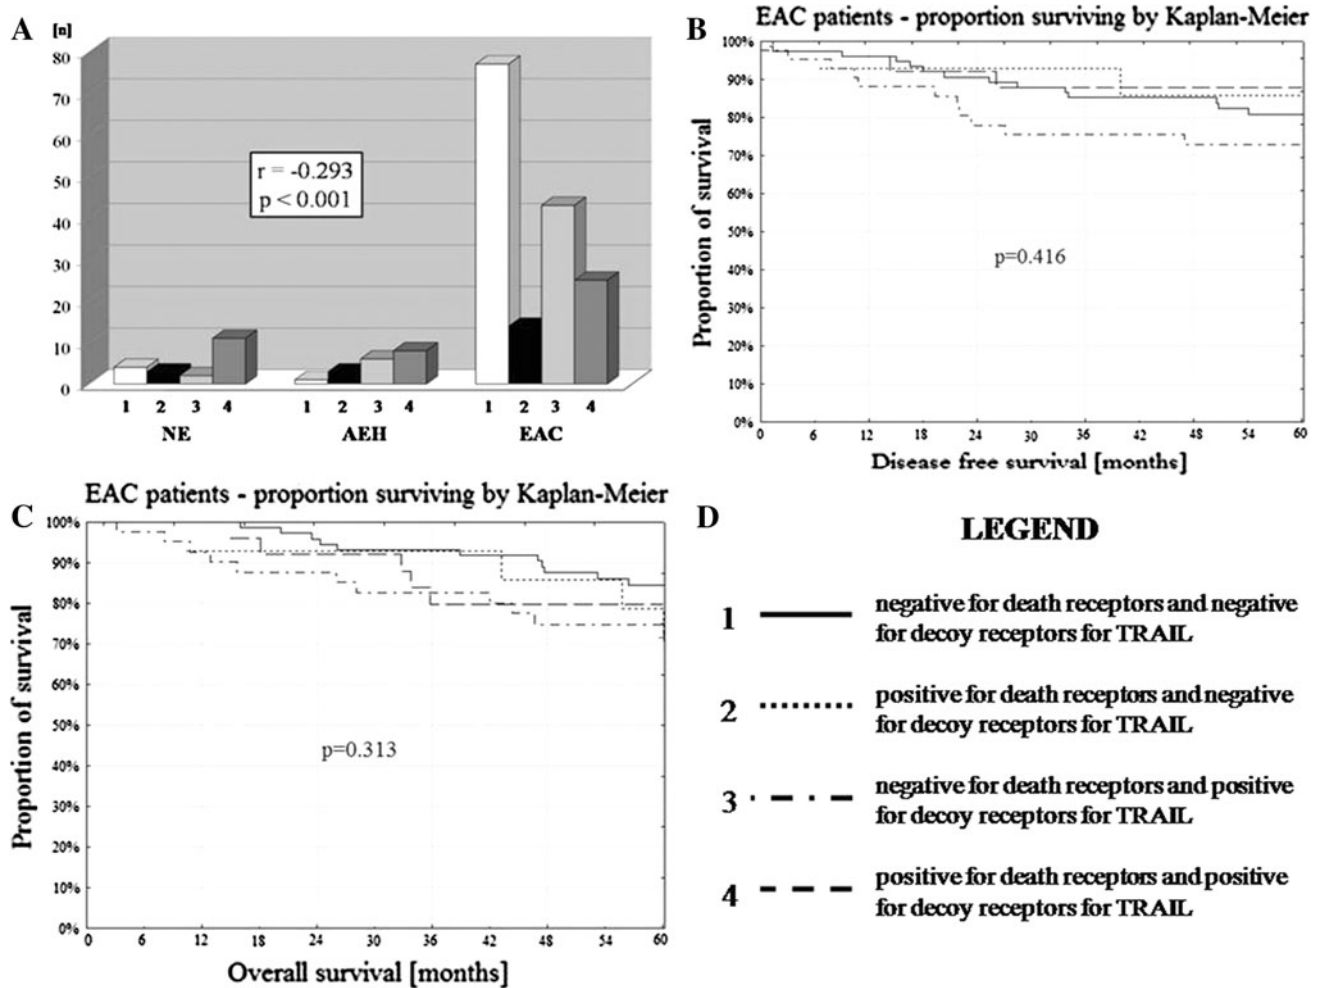 A
[n]
80
70
60
50
40
30
20
10
0
r = -0.293
p < 0.001
1 2 3 4 1 2 3 4 1 2 3 4
NE AEH EAC
B
EAC patients - proportion surviving by Kaplan-Meier
Proportion of survival
100%
90%
80%
70%
60%
50%
40%
30%
20%
10%
0%
p=0.416
0 6 12 18 24 30 36 42 48 54 60
Disease free survival [months]
C
EAC patients - proportion surviving by Kaplan-Meier
Proportion of survival
100%
90%
80%
70%
60%
50%
40%
30%
20%
10%
0%
p=0.313
0 6 12 18 24 30 36 42 48 54 60
Overall survival [months]
D
LEGEND
1
negative for death receptors and negative
for decoy receptors for TRAIL
2
positive for death receptors and negative
for decoy receptors for TRAIL
3
negative for death receptors and positive
for decoy receptors for TRAIL
4
positive for death receptors and positive
for decoy receptors for TRAIL